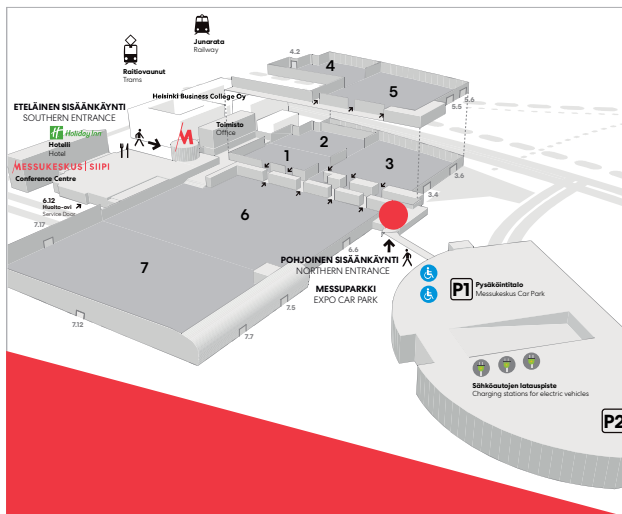 Junarata
Railway
Raitiovaunut
Trams
4.2
4
5
5.6
5.5
Helsinki Business College Oy
ETELÄINEN SISÄÄNKÄYNTI
SOUTHERN ENTRANCE
Holiday Inn
Hotelli
Hotel
MESSUKESKUS | SIIPI
Conference Centre
M
Toimisto
Office
1
2
3
3.6
3.4
6.12
Huolto-ovi
Service Door
7.17
6
7
6.6
POHJOINEN SISÄÄNKÄYNTI
NORTHERN ENTRANCE
MESSUPARKKI
EXPO CAR PARK
7.12
7.7
7.5
P1
Pysäköintitalo
Messukeskus Car Park
Sähköautojen latauspiste
Charging stations for electric vehicles
P2